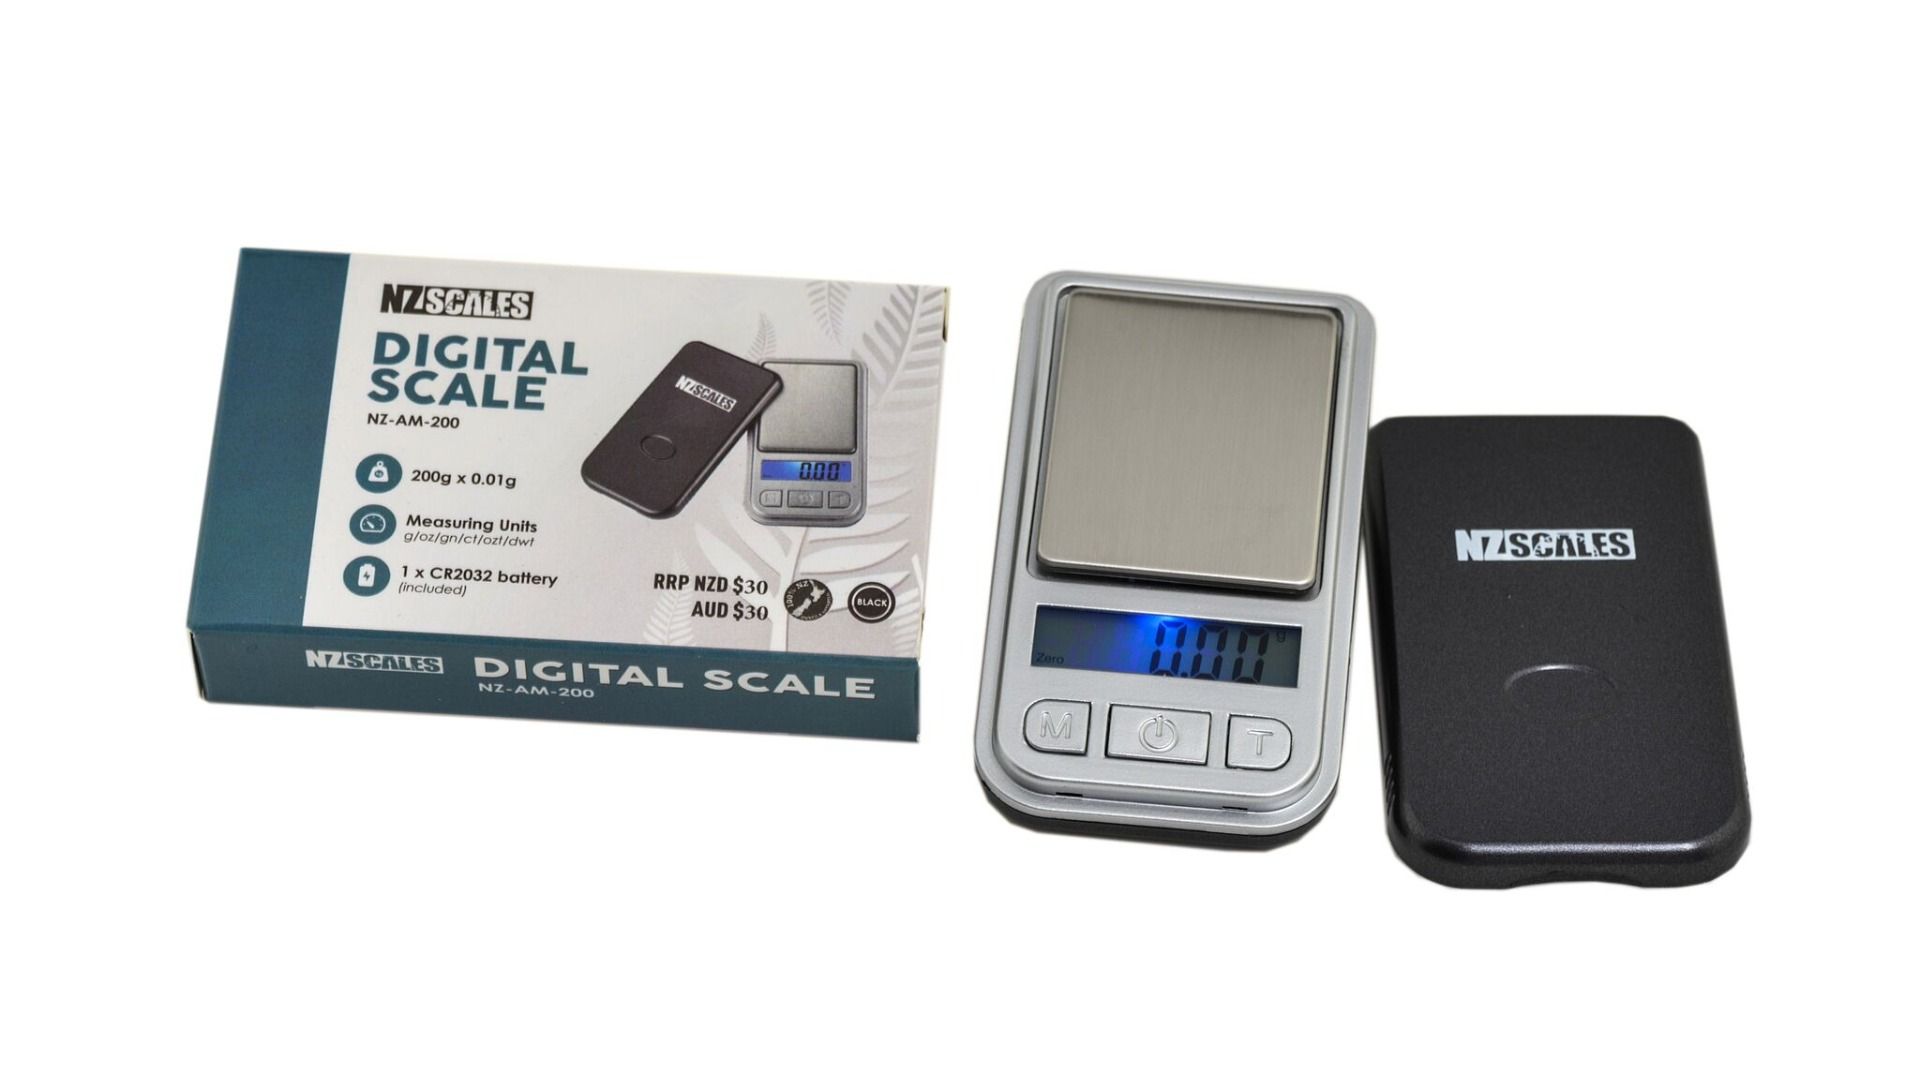 NZSCALES
DIGITAL
SCALE
NZ-AM-200
200g x 0.01g
Measuring Units
g/oz/gn/ct/ozt/dwt
1 x CR2032 battery
(included)
NZSCALES
0.00
RRP NZD $30
AUD $30
100% NZ
BLACK
NZSCALES DIGITAL SCALE
NZ-AM-200
0.00 g
Zero
M T
NZSCALES